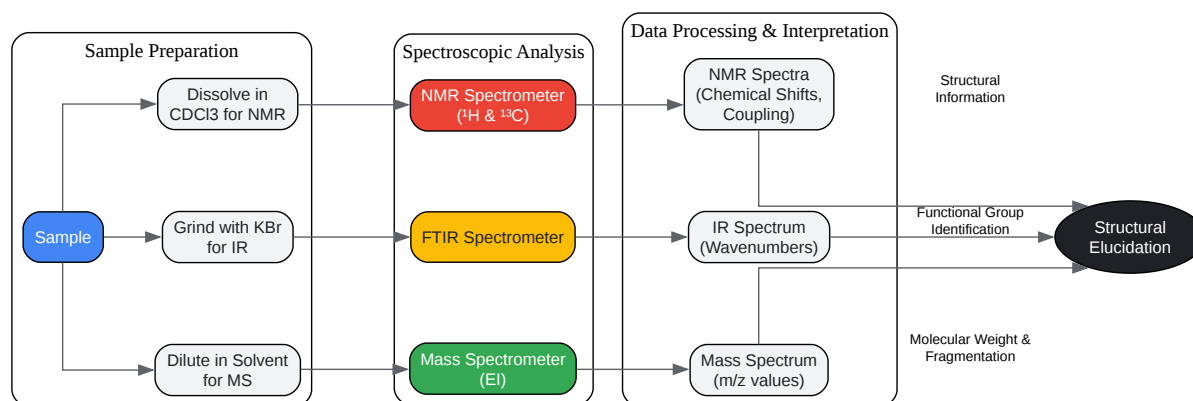 Sample Preparation
Sample
Dissolve in
CDCl3 for NMR
Grind with KBr
for IR
Dilute in Solvent
for MS
Spectroscopic Analysis
NMR Spectrometer
(¹H & ¹³C)
FTIR Spectrometer
Mass Spectrometer
(EI)
Data Processing & Interpretation
NMR Spectra
(Chemical Shifts,
Coupling)
IR Spectrum
(Wavenumbers)
Mass Spectrum
(m/z values)
Structural
Information
Functional Group
Identification
Molecular Weight &
Fragmentation
Structural
Elucidation